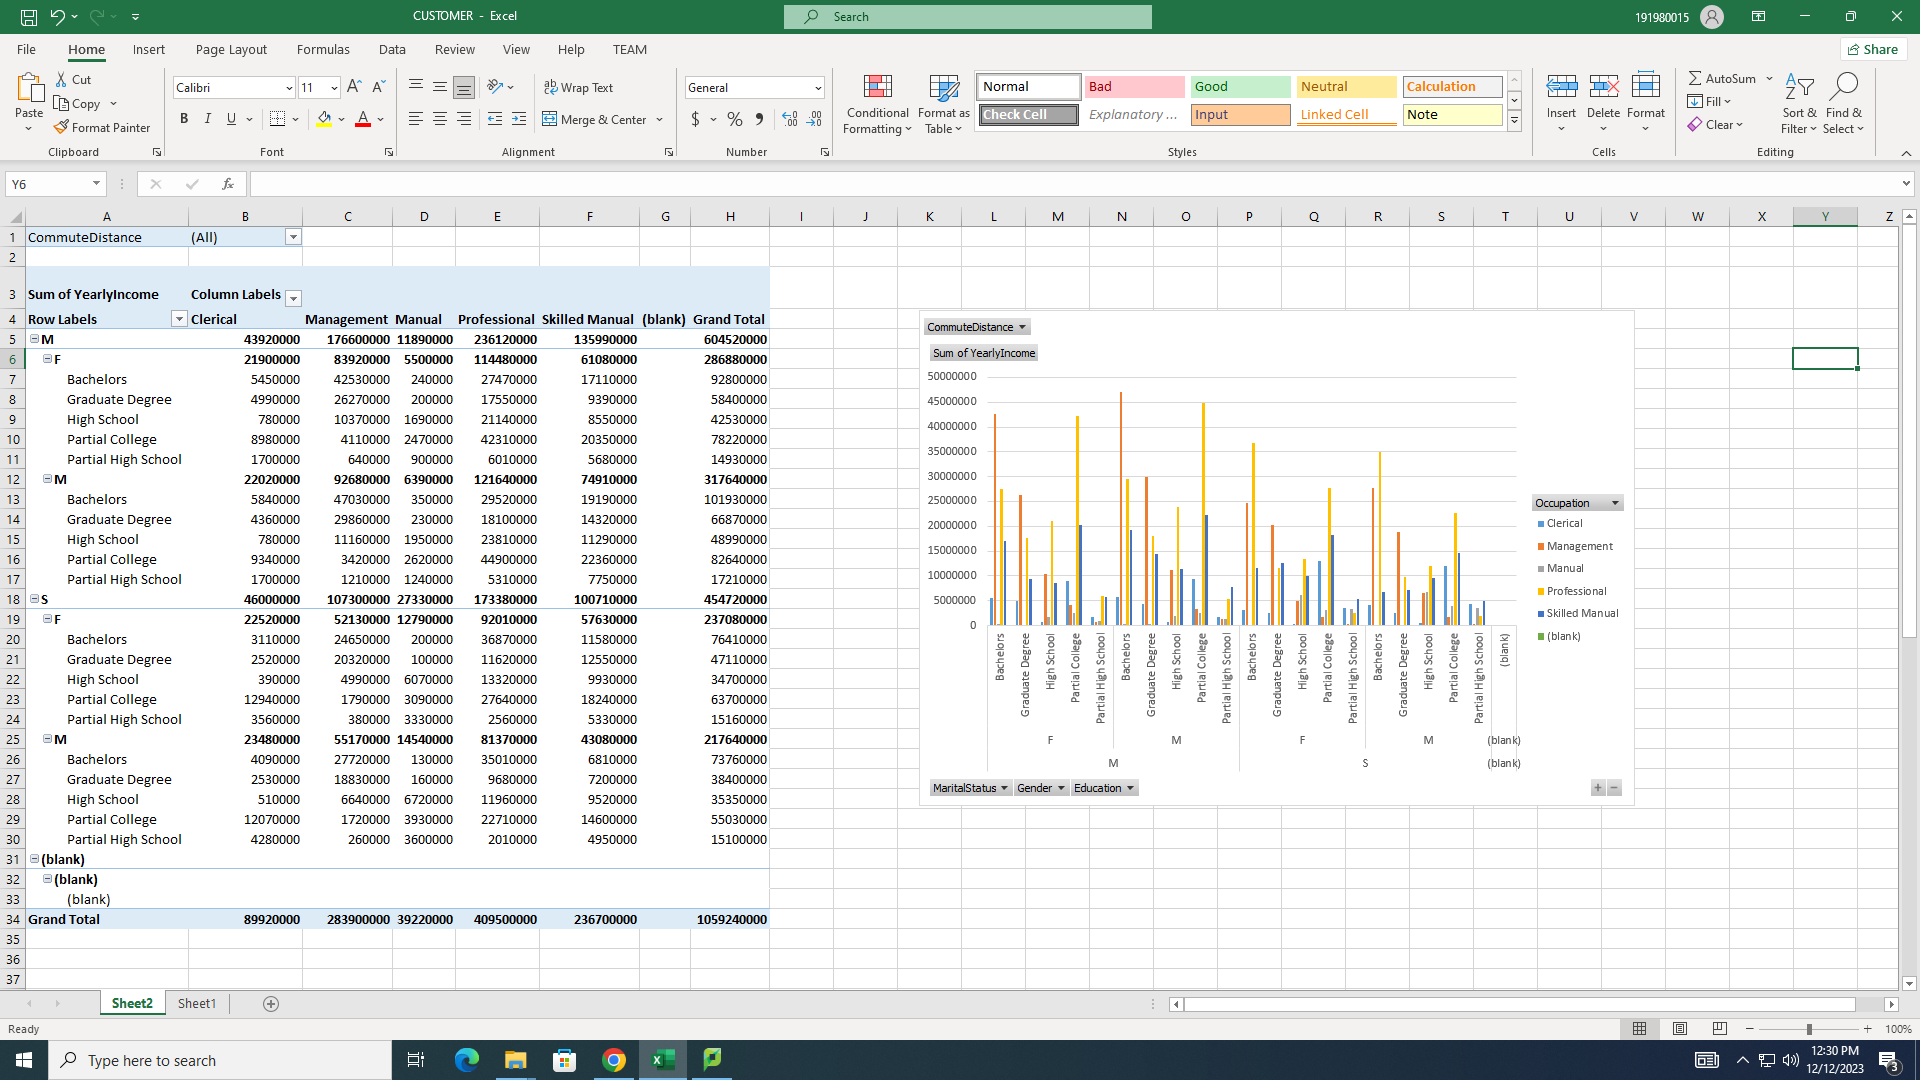 CUSTOMER - Excel
Search
191980015
File Home Insert Page Layout Formulas Data Review View Help TEAM
Share
Paste
Cut
Copy
Format Painter
Clipboard
Calibri 11
B I U
Font
Wrap Text
Merge & Center
Alignment
General
$ % 9
Number
Conditional Formatting
Format as Table
Normal Bad Good Neutral Calculation
Check Cell Explanatory ... Input Linked Cell Note
Styles
Insert Delete Format
Cells
AutoSum
Fill
Clear
Sort & Filter
Find & Select
Editing
Y6
fx
A B C D E F G H I J K L M N O P Q R S T U V W X Y Z
1 CommuteDistance (All)
2
3 Sum of YearlyIncome Column Labels
4 Row Labels Clerical Management Manual Professional Skilled Manual (blank) Grand Total
5 M 43920000 176600000 11890000 236120000 135990000 604520000
6 F 21900000 83920000 5500000 114480000 61080000 286880000
7 Bachelors 5450000 42530000 240000 27470000 17110000 92800000
8 Graduate Degree 4990000 26270000 200000 17550000 9390000 58400000
9 High School 780000 10370000 1690000 21140000 8550000 42530000
10 Partial College 8980000 4110000 2470000 42310000 20350000 78220000
11 Partial High School 1700000 640000 900000 6010000 5680000 14930000
12 M 22020000 92680000 6390000 121640000 74910000 317640000
13 Bachelors 5840000 47030000 350000 29520000 19190000 101930000
14 Graduate Degree 4360000 29860000 230000 18100000 14320000 66870000
15 High School 780000 11160000 1950000 23810000 11290000 48990000
16 Partial College 9340000 3420000 2620000 44900000 22360000 82640000
17 Partial High School 1700000 1210000 1240000 5310000 7750000 17210000
18 S 46000000 107300000 27330000 173380000 100710000 454720000
19 F 22520000 52130000 12790000 92010000 57630000 237080000
20 Bachelors 3110000 24650000 200000 36870000 11580000 76410000
21 Graduate Degree 2520000 20320000 100000 11620000 12550000 47110000
22 High School 390000 4990000 6070000 13320000 9930000 34700000
23 Partial College 12940000 1790000 3090000 27640000 18240000 63700000
24 Partial High School 3560000 380000 3330000 2560000 5330000 15160000
25 M 23480000 55170000 14540000 81370000 43080000 217640000
26 Bachelors 4090000 27720000 130000 35010000 6810000 73760000
27 Graduate Degree 2530000 18830000 160000 9680000 7200000 38400000
28 High School 510000 6640000 6720000 11960000 9520000 35350000
29 Partial College 12070000 1720000 3930000 22710000 14600000 55030000
30 Partial High School 4280000 260000 3600000 2010000 4950000 15100000
31 (blank)
32 (blank)
33 (blank)
34 Grand Total 89920000 283900000 39220000 409500000 236700000 1059240000
35
36
37
CommuteDistance
Sum of YearlyIncome
50000000
45000000
40000000
35000000
30000000
25000000
20000000
15000000
10000000
5000000
0
Bachelors Graduate Degree High School Partial College Partial High School Bachelors Graduate Degree High School Partial College Partial High School Bachelors Graduate Degree High School Partial College Partial High School Bachelors Graduate Degree High School Partial College Partial High School (blank)
F M F M (blank)
M S (blank)
Occupation
Clerical
Management
Manual
Professional
Skilled Manual
(blank)
MaritalStatus Gender Education
Sheet2 Sheet1
Ready
100%
Type here to search
12:30 PM
12/12/2023
3